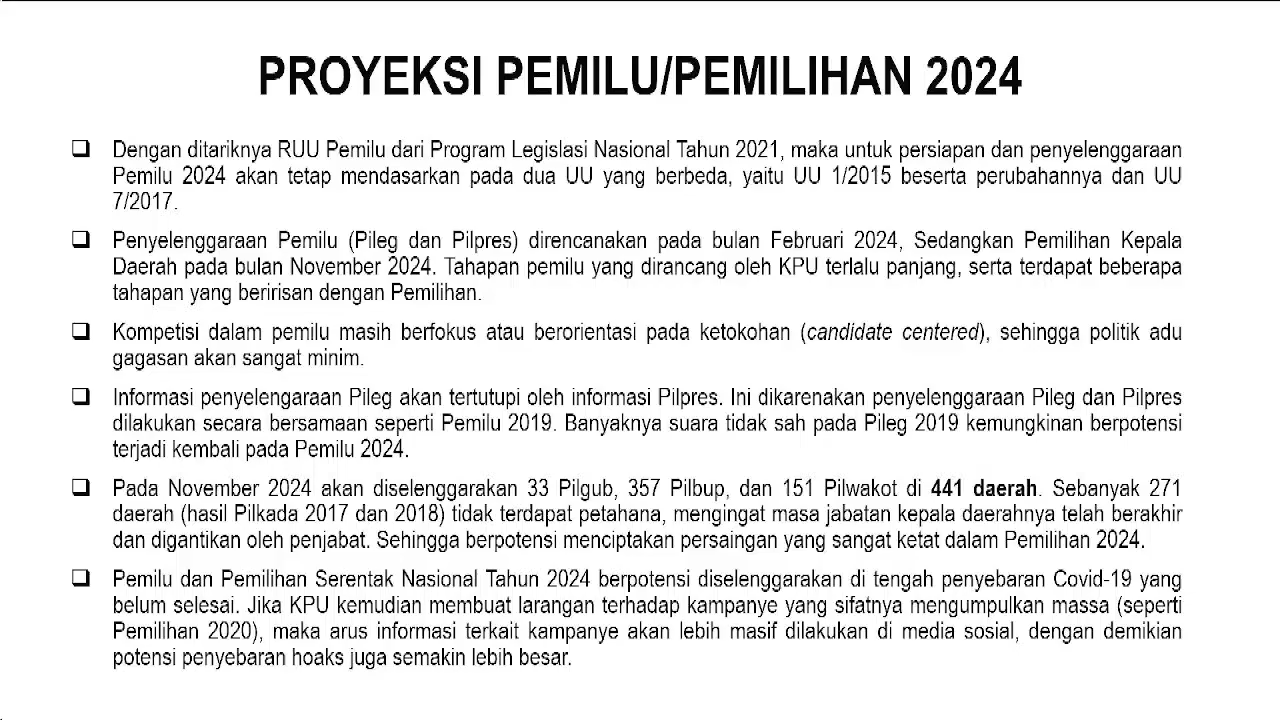 PROYEKSI PEMILU/PEMILIHAN 2024
❑ Dengan ditariknya RUU Pemilu dari Program Legislasi Nasional Tahun 2021, maka untuk persiapan dan penyelenggaraan
Pemilu 2024 akan tetap mendasarkan pada dua UU yang berbeda, yaitu UU 1/2015 beserta perubahannya dan UU
7/2017.
❑ Penyelenggaraan Pemilu (Pileg dan Pilpres) direncanakan pada bulan Februari 2024, Sedangkan Pemilihan Kepala
Daerah pada bulan November 2024. Tahapan pemilu yang dirancang oleh KPU terlalu panjang, serta terdapat beberapa
tahapan yang beririsan dengan Pemilihan.
❑ Kompetisi dalam pemilu masih berfokus atau berorientasi pada ketokohan (candidate centered), sehingga politik adu
gagasan akan sangat minim.
❑ Informasi penyelengaraan Pileg akan tertutupi oleh informasi Pilpres. Ini dikarenakan penyelenggaraan Pileg dan Pilpres
dilakukan secara bersamaan seperti Pemilu 2019. Banyaknya suara tidak sah pada Pileg 2019 kemungkinan berpotensi
terjadi kembali pada Pemilu 2024.
❑ Pada November 2024 akan diselenggarakan 33 Pilgub, 357 Pilbup, dan 151 Pilwakot di 441 daerah. Sebanyak 271
daerah (hasil Pilkada 2017 dan 2018) tidak terdapat petahana, mengingat masa jabatan kepala daerahnya telah berakhir
dan digantikan oleh penjabat. Sehingga berpotensi menciptakan persaingan yang sangat ketat dalam Pemilihan 2024.
❑ Pemilu dan Pemilihan Serentak Nasional Tahun 2024 berpotensi diselenggarakan di tengah penyebaran Covid-19 yang
belum selesai. Jika KPU kemudian membuat larangan terhadap kampanye yang sifatnya mengumpulkan massa (seperti
Pemilihan 2020), maka arus informasi terkait kampanye akan lebih masif dilakukan di media sosial, dengan demikian
potensi penyebaran hoaks juga semakin lebih besar.